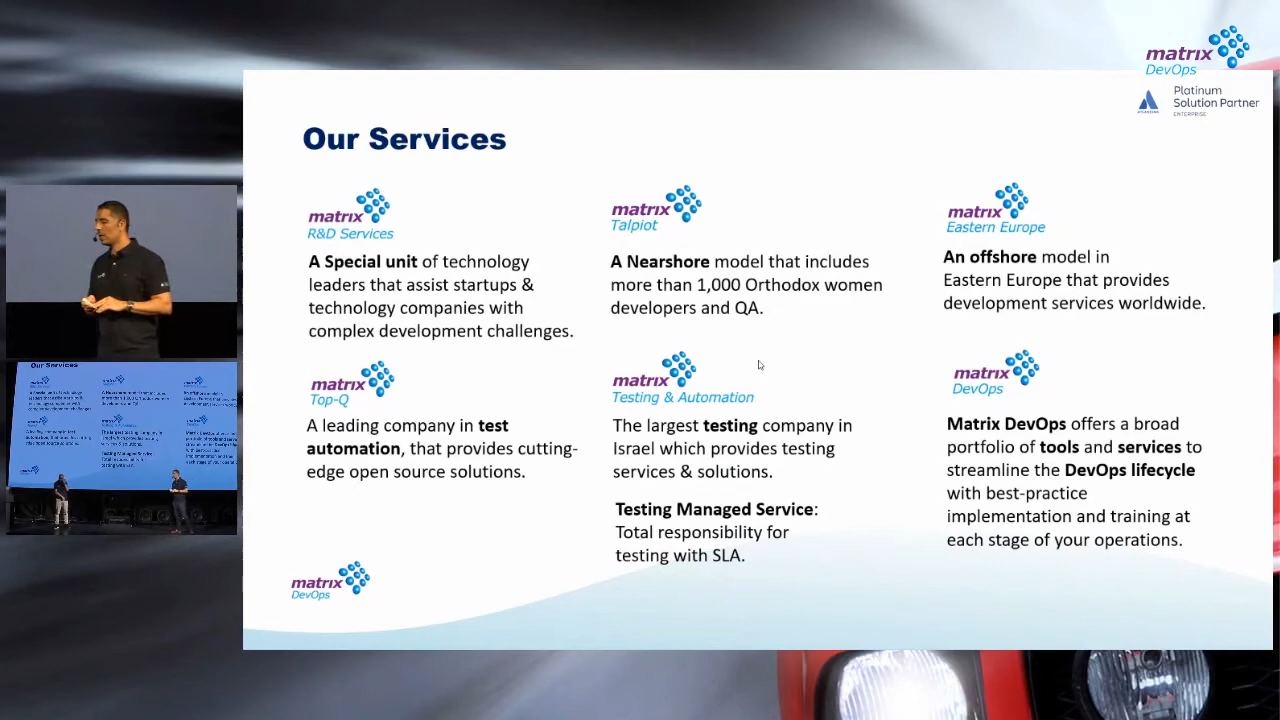 matrix
DevOps
Platinum
Solution Partner
ENTERPRISE
ATLASSIAN
Our Services
matrix
R&D Services
A Special unit of technology
leaders that assist startups &
technology companies with
complex development challenges.
matrix
Talpiot
A Nearshore model that includes
more than 1,000 Orthodox women
developers and QA.
matrix
Eastern Europe
An offshore model in
Eastern Europe that provides
development services worldwide.
matrix
Top-Q
A leading company in test
automation, that provides cutting-
edge open source solutions.
matrix
Testing & Automation
The largest testing company in
Israel which provides testing
services & solutions.
Testing Managed Service:
Total responsibility for
testing with SLA.
matrix
DevOps
Matrix DevOps offers a broad
portfolio of tools and services to
streamline the DevOps lifecycle
with best-practice
implementation and training at
each stage of your operations.
matrix
DevOps
Our Services